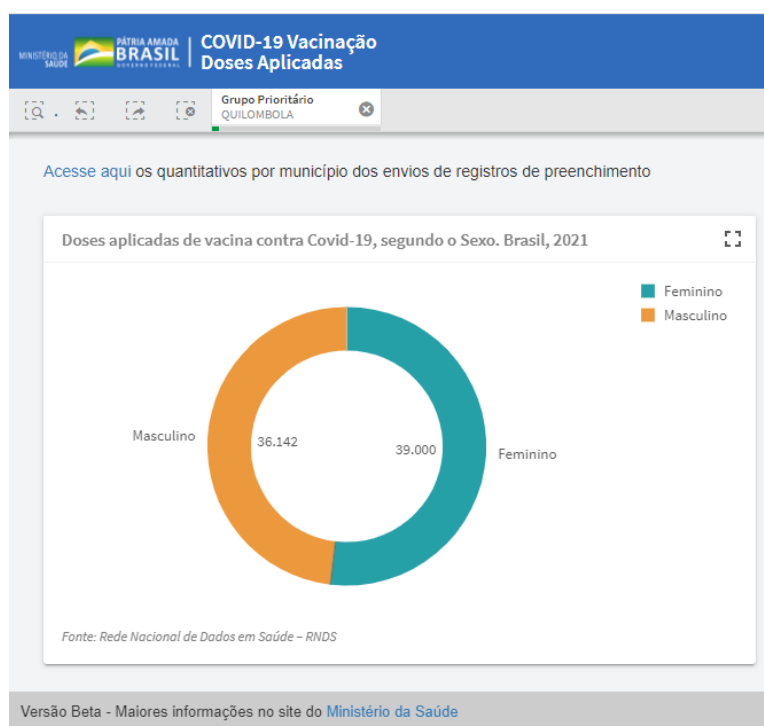 MINISTÉRIO DA SAÚDE
PÁTRIA AMADA
BRASIL
GOVERNO FEDERAL
COVID-19 Vacinação
Doses Aplicadas
Grupo Prioritário
QUILOMBOLA
Acesse aqui os quantitativos por município dos envios de registros de preenchimento
Doses aplicadas de vacina contra Covid-19, segundo o Sexo. Brasil, 2021
Feminino
Masculino
Masculino
36.142
39.000
Feminino
Fonte: Rede Nacional de Dados em Saúde – RNDS
Versão Beta - Maiores informações no site do Ministério da Saúde